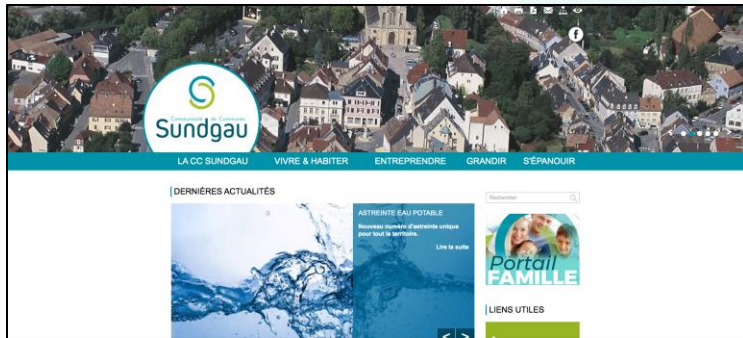 f
Communauté de Communes
Sundgau
LA CC SUNDGAU VIVRE & HABITER ENTREPRENDRE GRANDIR S'ÉPANOUIR
DERNIÈRES ACTUALITÉS
Rechercher
ASTREINTE EAU POTABLE
Nouveau numéro d'astreinte unique
pour tout le territoire.
Lire la suite
< >
Portail
FAMILLE
LIENS UTILES